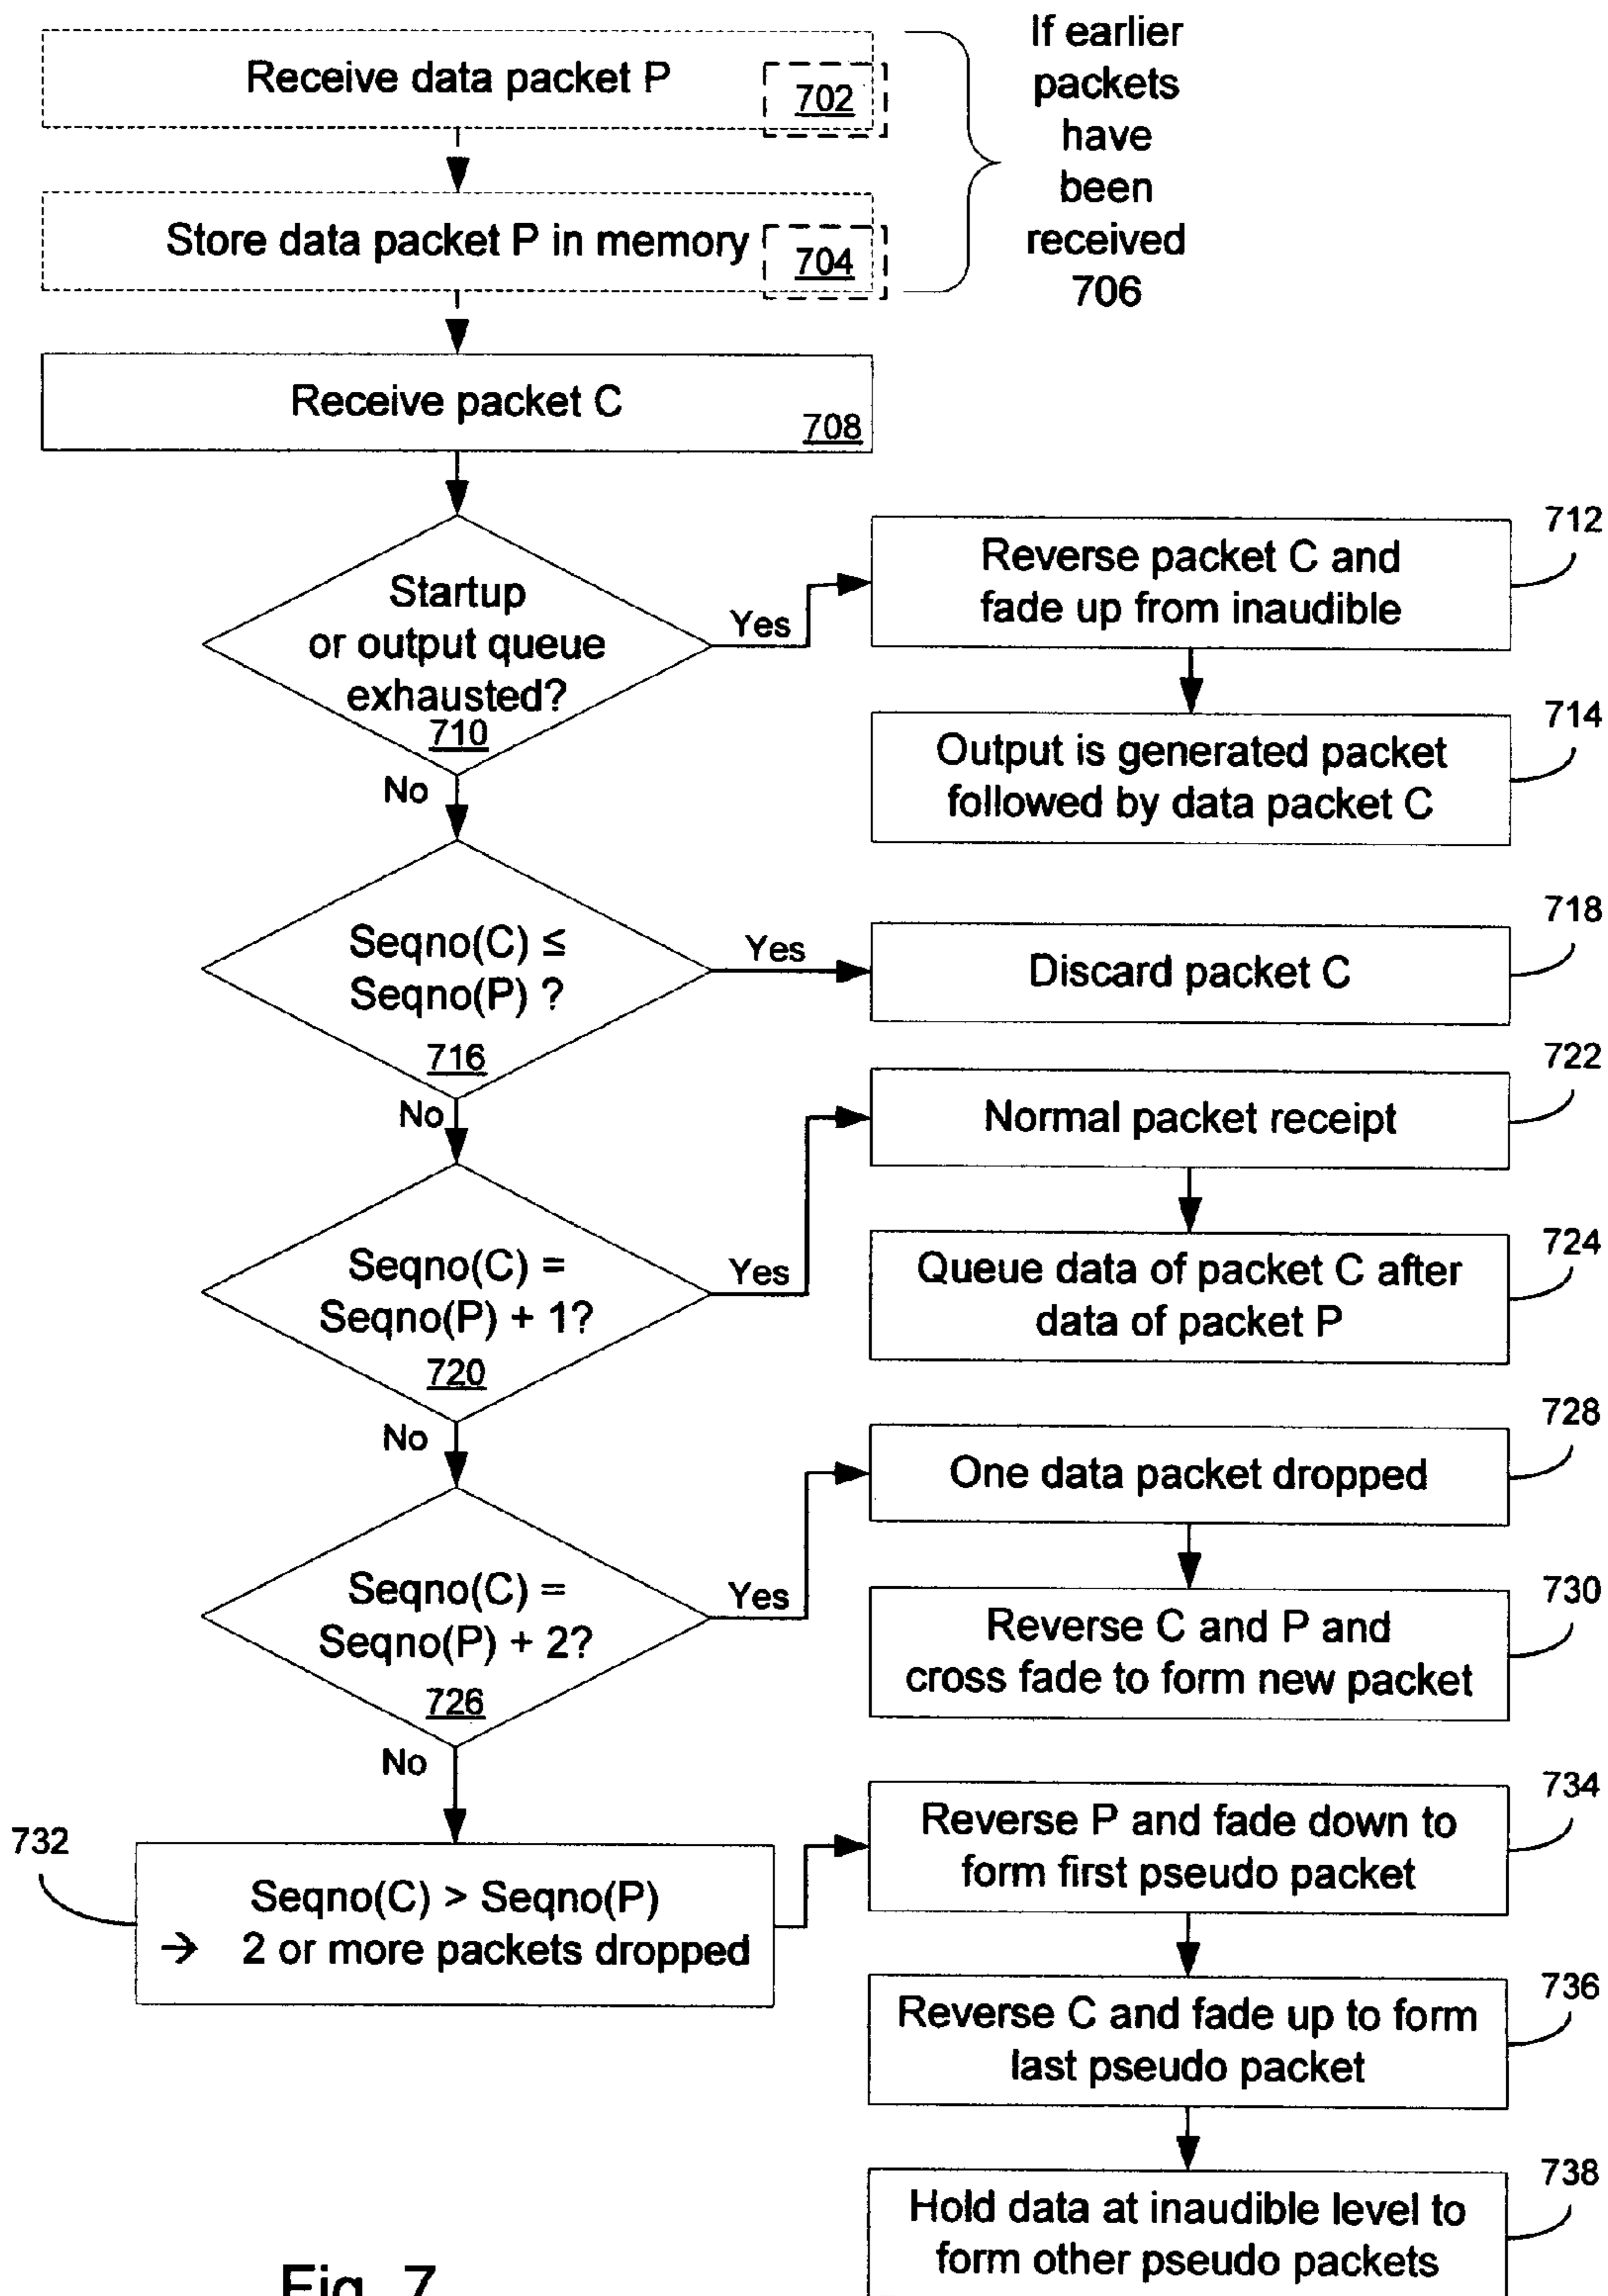 Receive data packet P
702
If earlier
packets
have
been
received
706
Store data packet P in memory
704
Receive packet C
708
Startup
or output queue
exhausted?
710
Yes
No
Reverse packet C and
fade up from inaudible
712
Output is generated packet
followed by data packet C
714
Seqno(C) ≤
Seqno(P) ?
716
Yes
No
Discard packet C
718
Seqno(C) =
Seqno(P) + 1?
720
Yes
No
Normal packet receipt
722
Queue data of packet C after
data of packet P
724
Seqno(C) =
Seqno(P) + 2?
726
Yes
No
One data packet dropped
728
Reverse C and P and
cross fade to form new packet
730
732
Seqno(C) > Seqno(P)
→ 2 or more packets dropped
Reverse P and fade down to
form first pseudo packet
734
Reverse C and fade up to form
last pseudo packet
736
Hold data at inaudible level to
form other pseudo packets
738
Fig. 7